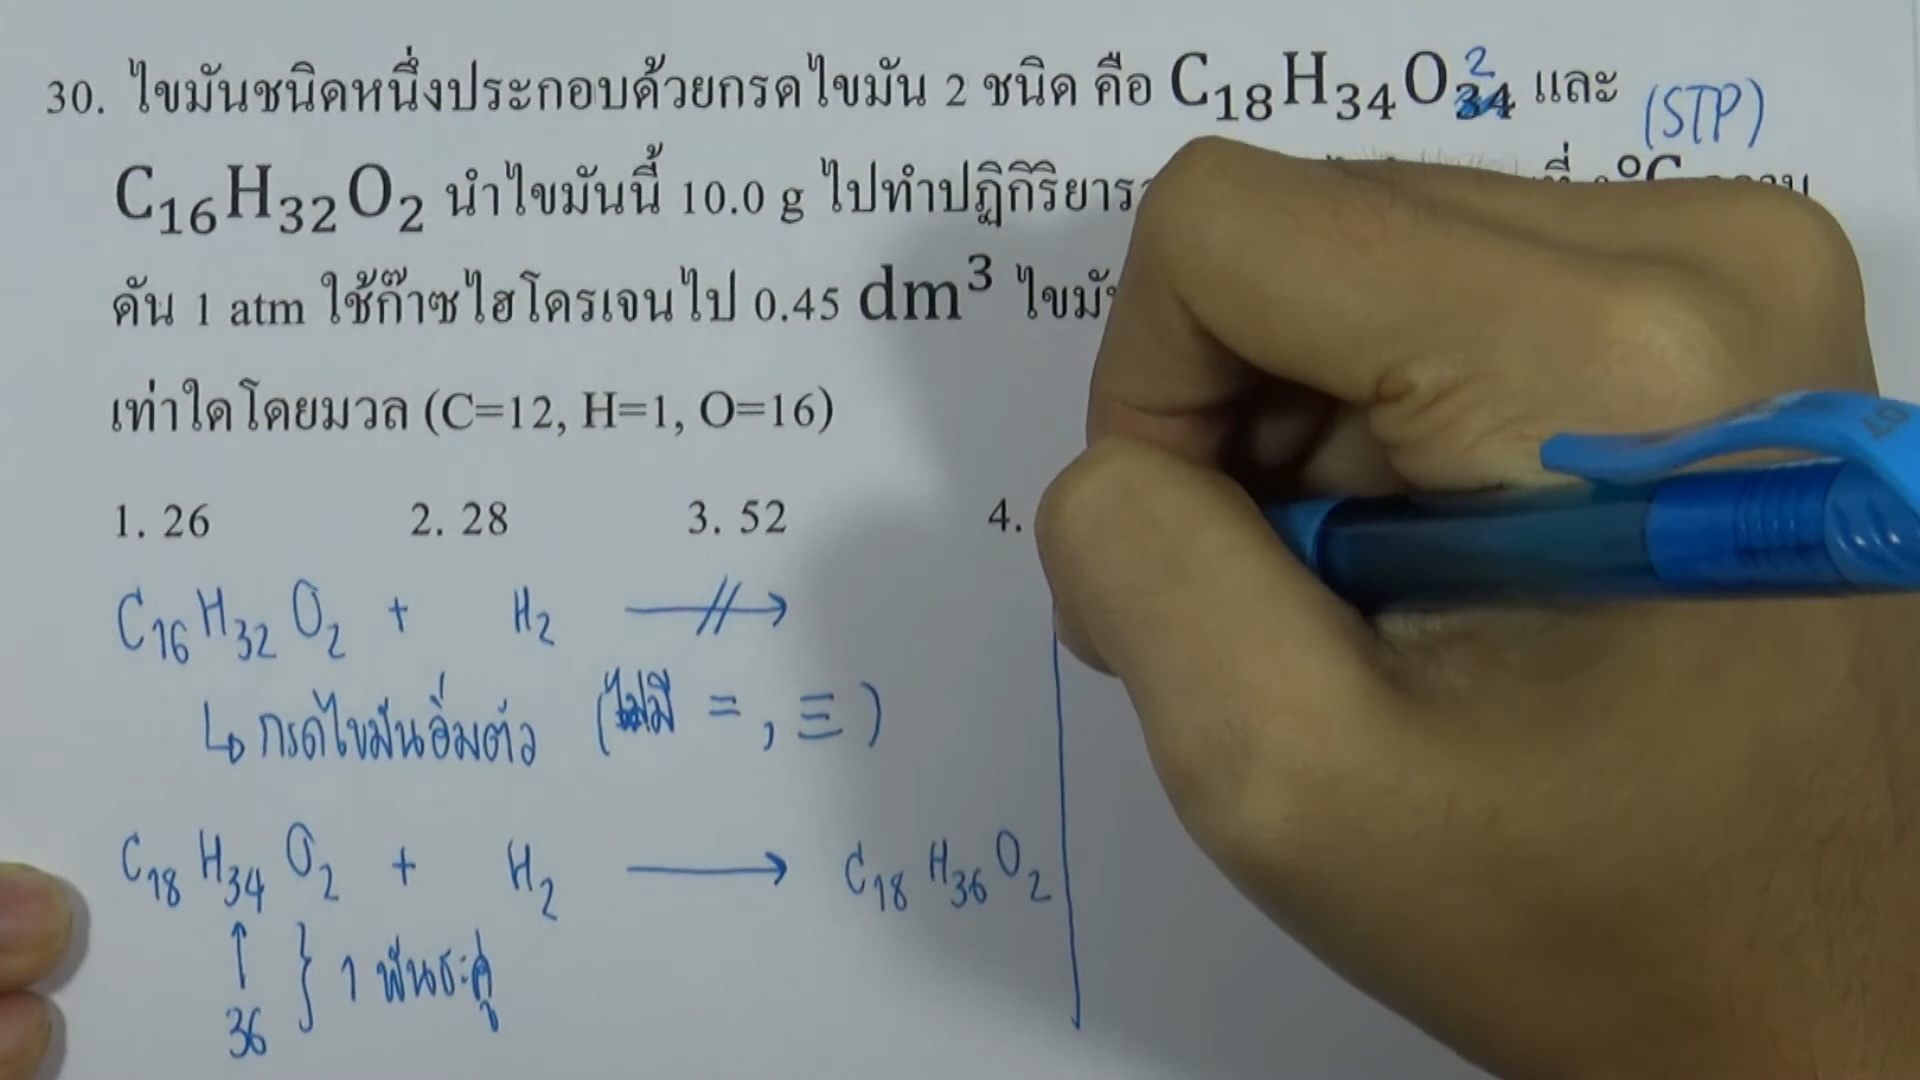 30. ไขมันชนิดหนึ่งประกอบด้วยกรดไขมัน 2 ชนิด คือ C₁₈H₃₄O₂ และ (STP)
C₁₆H₃₂O₂ นำไขมันนี้ 10.0 g ไปทำปฏิกิริยา
ดัน 1 atm ใช้ก๊าซไฮโดรเจนไป 0.45 dm³
เท่าใดโดยมวล (C=12, H=1, O=16)
1. 26 2. 28 3. 52 4.
C₁₆H₃₂O₂ + H₂
กรดไขมันอิ่มตัว (ไม่มี =, ≡)
C₁₈H₃₄O₂ + H₂ → C₁₈H₃₆O₂
36 } 1 พันธะคู่